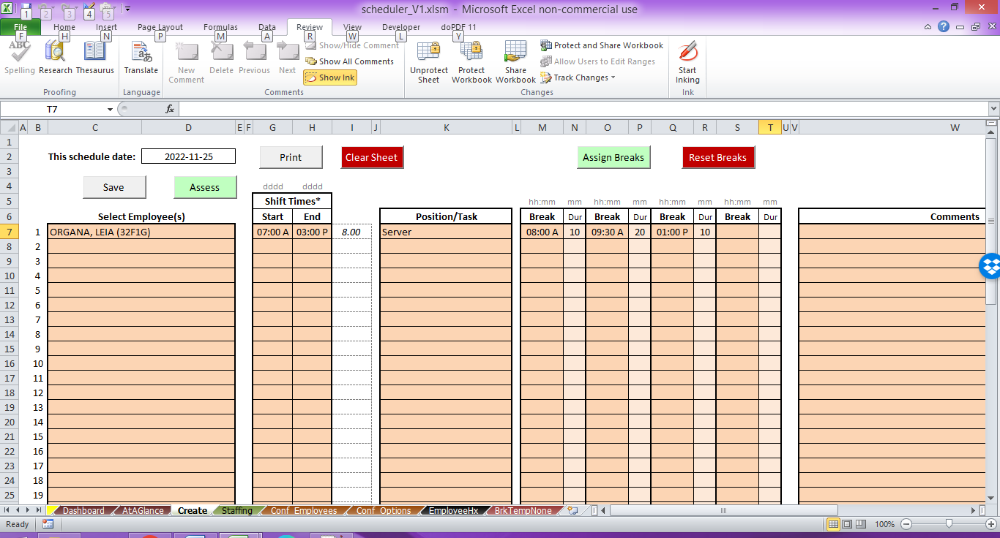 scheduler_V1.xlsm - Microsoft Excel non-commercial use
1 2 3 4 5
File Home Insert Page Layout Formulas Data Review View Developer doPDF 11
F H N P M A R W L Y
ABC
Spelling Research Thesaurus
Proofing
Translate
Language
New Comment Delete Previous Next
Show/Hide Comment
Show All Comments
Show Ink
Comments
Unprotect Sheet Protect Workbook Share Workbook
Protect and Share Workbook
Allow Users to Edit Ranges
Track Changes
Changes
Start Inking
Ink
T7 fx
A B C D E F G H I J K L M N O P Q R S T U V W
1
2 This schedule date: 2022-11-25 Print Clear Sheet Assign Breaks Reset Breaks
3
4 Save Assess dddd dddd
5 Shift Times* hh:mm mm hh:mm mm hh:mm mm hh:mm mm
6 Select Employee(s) Start End Position/Task Break Dur Break Dur Break Dur Break Dur Comments
7 1 ORGANA, LEIA (32F1G) 07:00 A 03:00 P 8.00 Server 08:00 A 10 09:30 A 20 01:00 P 10
8 2
9 3
10 4
11 5
12 6
13 7
14 8
15 9
16 10
17 11
18 12
19 13
20 14
21 15
22 16
23 17
24 18
25 19
Dashboard AtAGlance Create Staffing Conf_Employees Conf_Options EmployeeHx BrkTempNone
Ready 100%